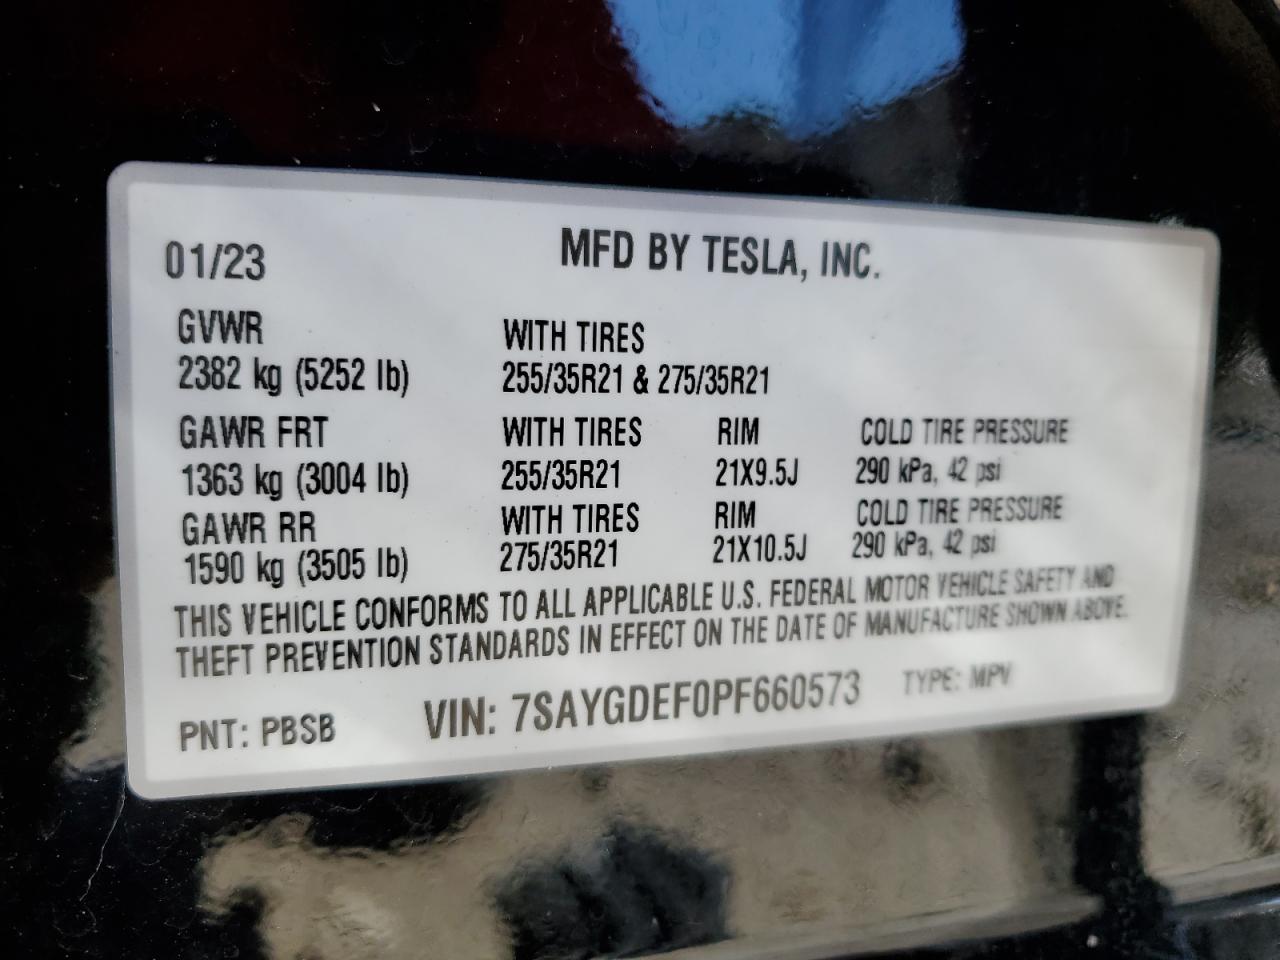 01/23 MFD BY TESLA, INC.
GVWR WITH TIRES
2382 kg (5252 lb) 255/35R21 & 275/35R21
GAWR FRT WITH TIRES RIM COLD TIRE PRESSURE
1363 kg (3004 lb) 255/35R21 21X9.5J 290 kPa, 42 psi
GAWR RR WITH TIRES RIM COLD TIRE PRESSURE
1590 kg (3505 lb) 275/35R21 21X10.5J 290 kPa, 42 psi
THIS VEHICLE CONFORMS TO ALL APPLICABLE U.S. FEDERAL MOTOR VEHICLE SAFETY AND
THEFT PREVENTION STANDARDS IN EFFECT ON THE DATE OF MANUFACTURE SHOWN ABOVE.
PNT: PBSB VIN: 7SAYGDEF0PF660573 TYPE: MPV